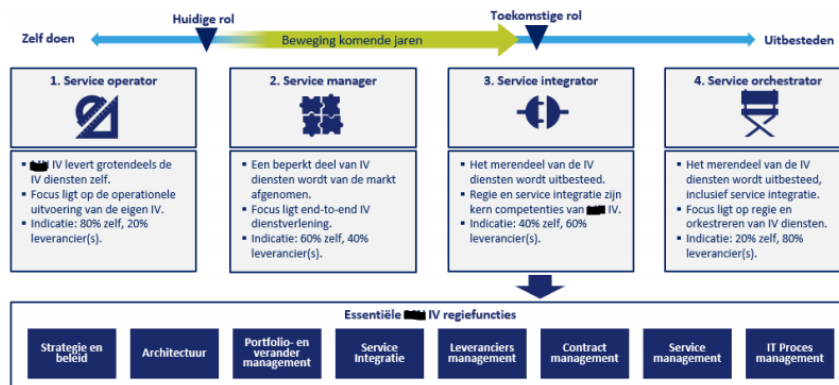 Huidige rol
Toekomstige rol
Zelf doen
Beweging komende jaren
Uitbesteden
1. Service operator
2. Service manager
3. Service integrator
4. Service orchestrator
▪ IV levert grotendeels de
IV diensten zelf.
▪ Focus ligt op de operationele
uitvoering van de eigen IV.
▪ Indicatie: 80% zelf, 20%
leverancier(s).
▪ Een beperkt deel van IV
diensten wordt van de markt
afgenomen.
▪ Focus ligt end-to-end IV
dienstverlening.
▪ Indicatie: 60% zelf, 40%
leverancier(s).
▪ Het merendeel van de IV
diensten wordt uitbesteed.
▪ Regie en service integratie zijn
kern competenties van IV.
▪ Indicatie: 40% zelf, 60%
leverancier(s).
▪ Het merendeel van de IV
diensten wordt uitbesteed,
inclusief service integratie.
▪ Focus ligt op regie en
orkestreren van IV diensten.
▪ Indicatie: 20% zelf, 80%
leverancier(s).
Essentiële IV regiefuncties
Strategie en
beleid
Architectuur
Portfolio- en
verander
management
Service
Integratie
Leveranciers
management
Contract
management
Service
management
IT Proces
management